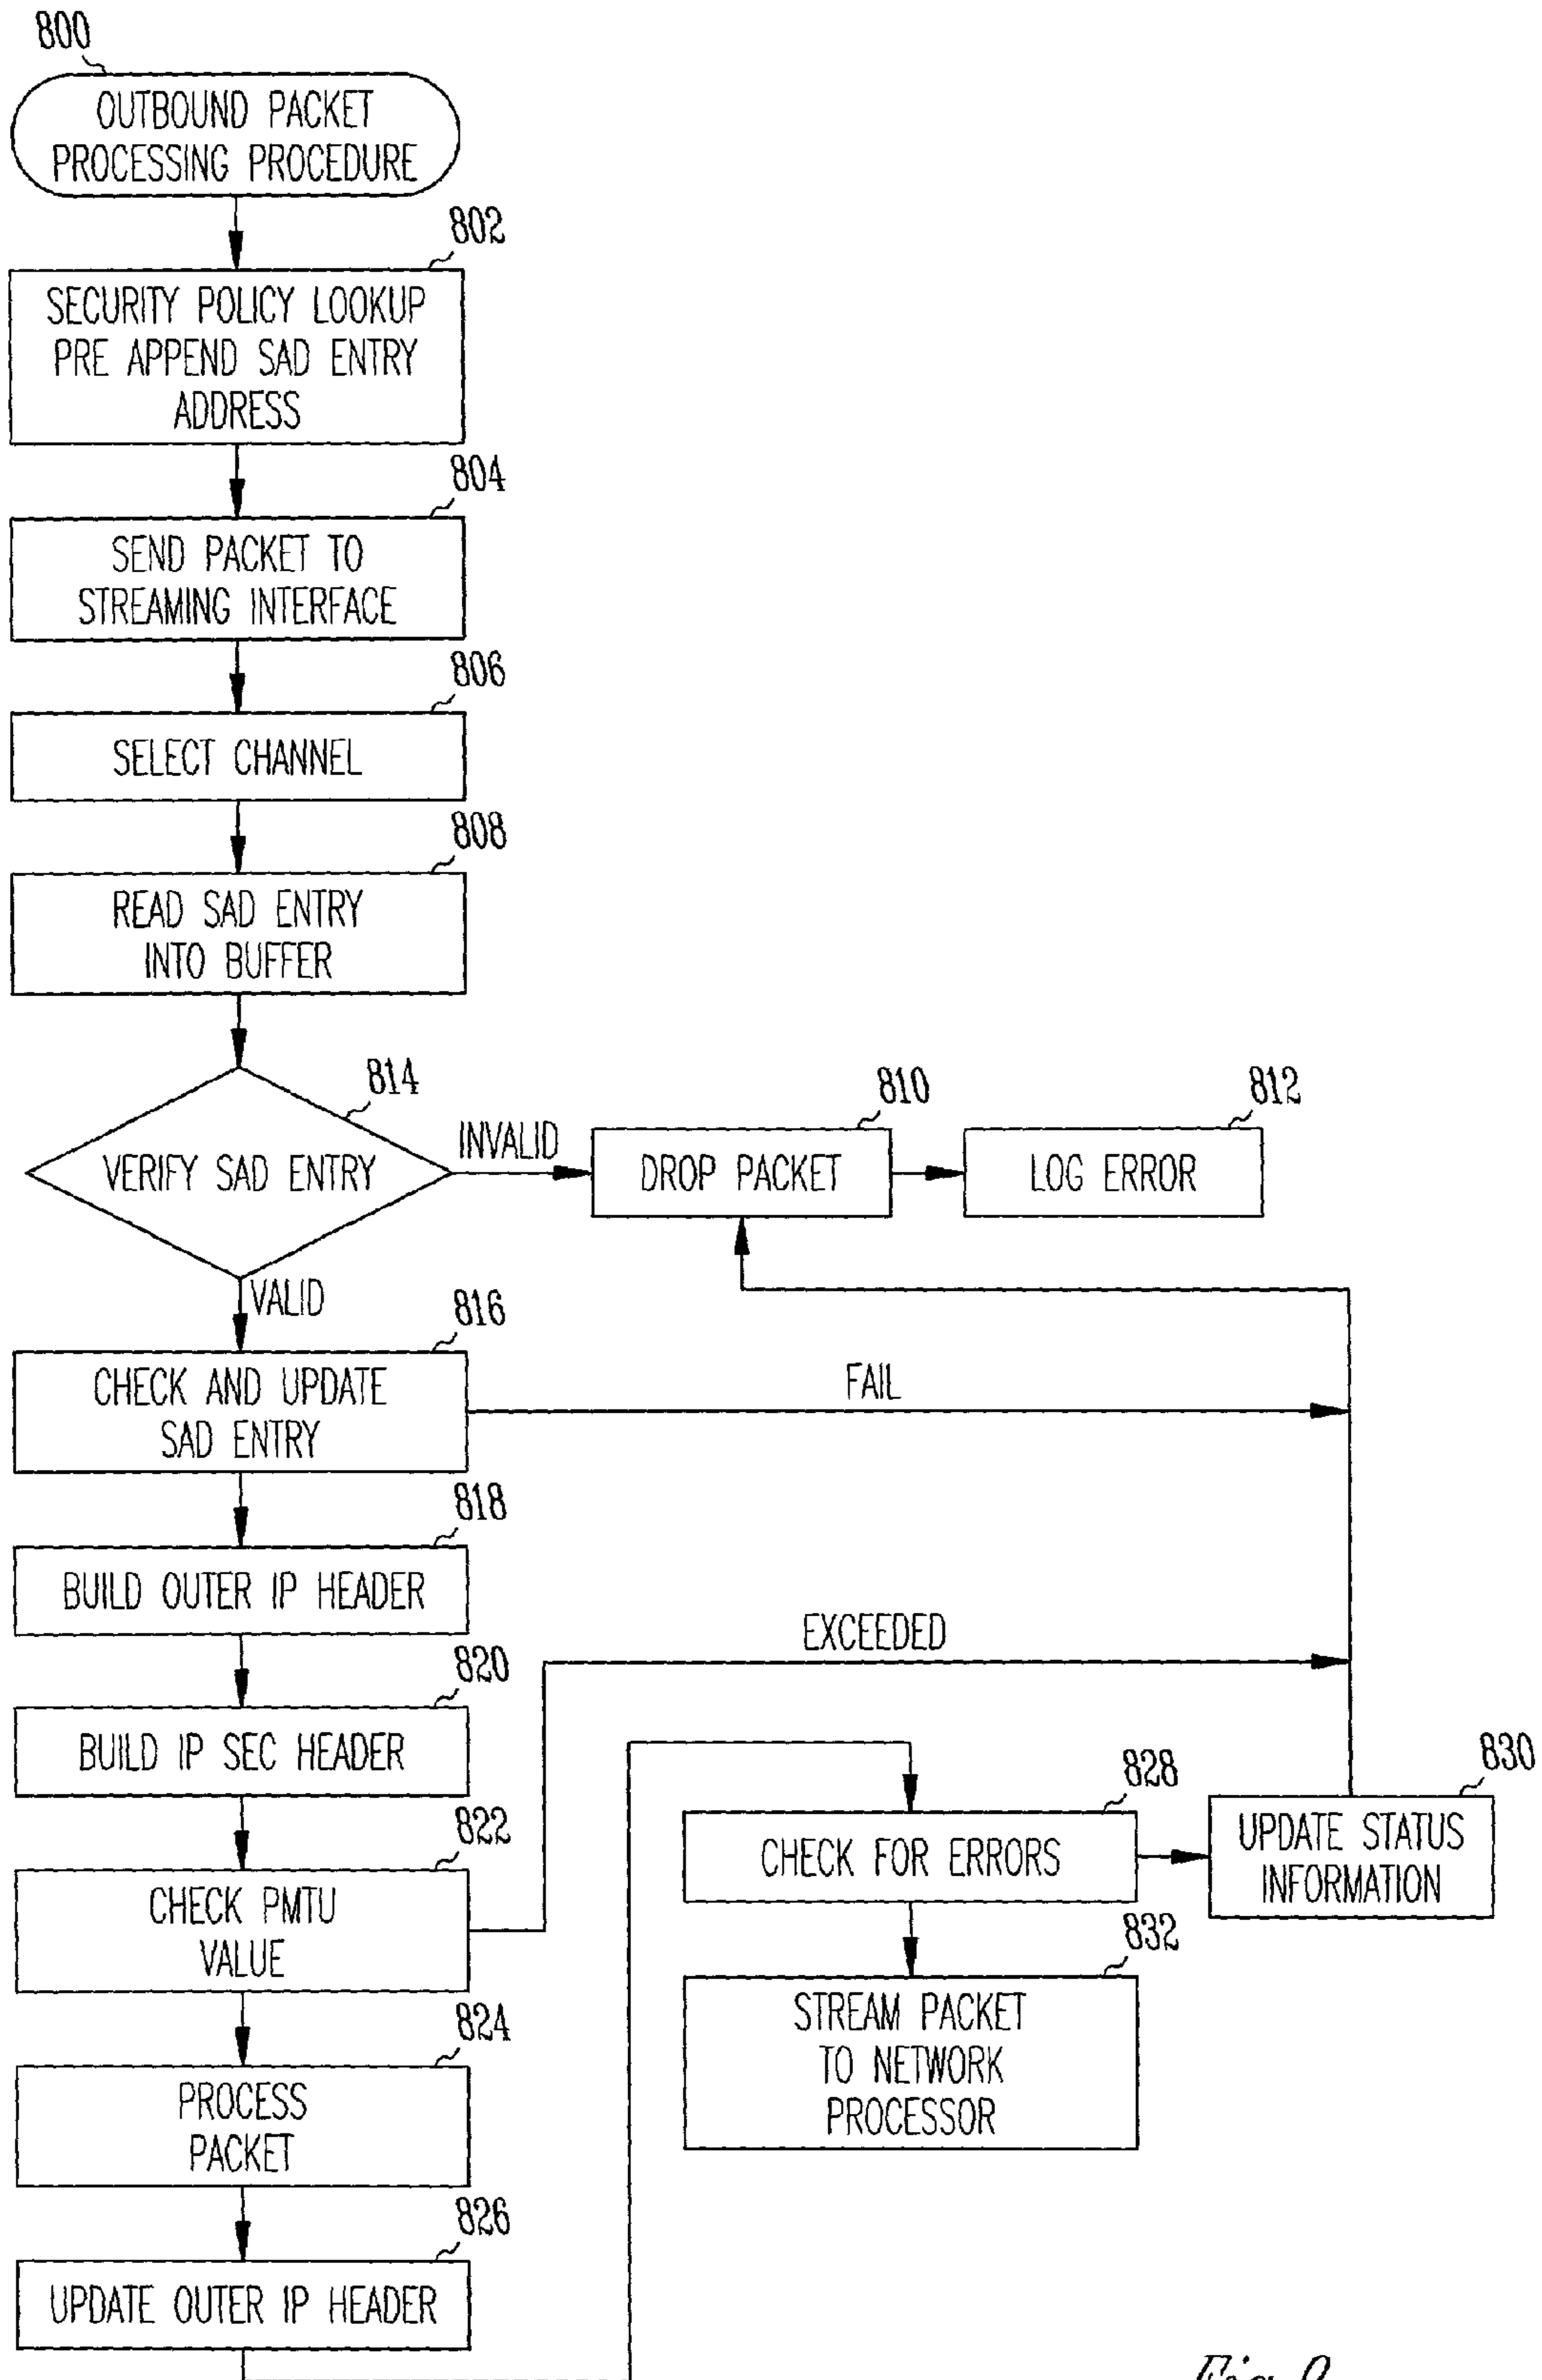 800
OUTBOUND PACKET
PROCESSING PROCEDURE
802
SECURITY POLICY LOOKUP
PRE APPEND SAD ENTRY
ADDRESS
804
SEND PACKET TO
STREAMING INTERFACE
806
SELECT CHANNEL
808
READ SAD ENTRY
INTO BUFFER
814
VERIFY SAD ENTRY
INVALID
810
DROP PACKET
812
LOG ERROR
VALID
816
CHECK AND UPDATE
SAD ENTRY
FAIL
818
BUILD OUTER IP HEADER
EXCEEDED
820
BUILD IP SEC HEADER
822
CHECK PMTU
VALUE
828
CHECK FOR ERRORS
830
UPDATE STATUS
INFORMATION
832
STREAM PACKET
TO NETWORK
PROCESSOR
824
PROCESS
PACKET
826
UPDATE OUTER IP HEADER